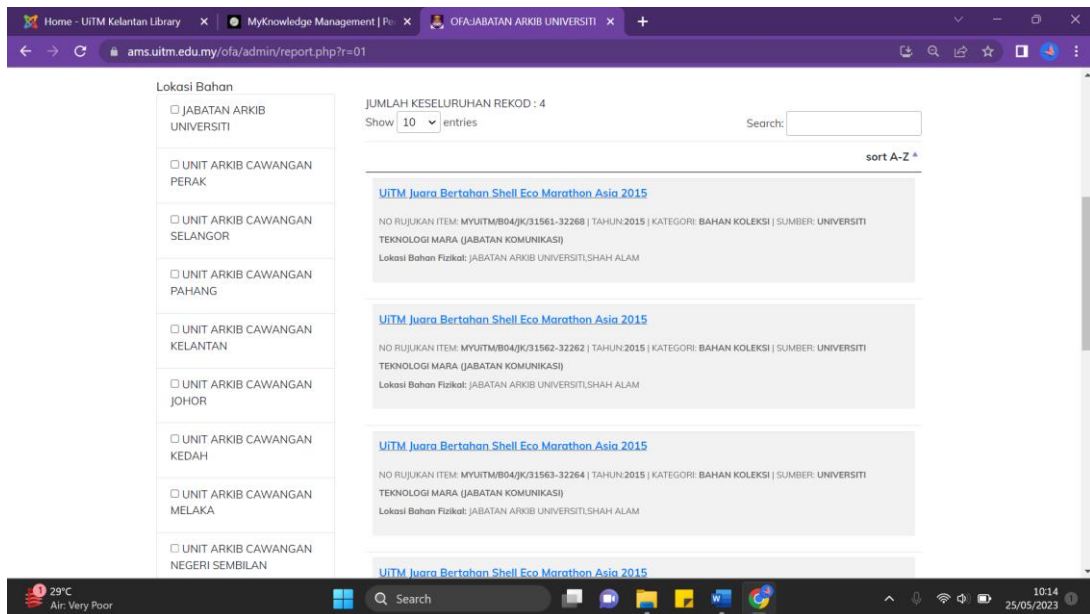 Home - UiTM Kelantan Library
MyKnowledge Management | Po
OFA:JABATAN ARKIB UNIVERSITI
ams.uitm.edu.my/ofa/admin/report.php?r=01
Lokasi Bahan
JABATAN ARKIB
UNIVERSITI
UNIT ARKIB CAWANGAN
PERAK
UNIT ARKIB CAWANGAN
SELANGOR
UNIT ARKIB CAWANGAN
PAHANG
UNIT ARKIB CAWANGAN
KELANTAN
UNIT ARKIB CAWANGAN
JOHOR
UNIT ARKIB CAWANGAN
KEDAH
UNIT ARKIB CAWANGAN
MELAKA
UNIT ARKIB CAWANGAN
NEGERI SEMBILAN
JUMLAH KESELURUHAN REKOD : 4
Show 10 entries
Search:
sort A-Z
UiTM Juara Bertahan Shell Eco Marathon Asia 2015
NO RUJUKAN ITEM: MYUiTM/B04/JK/31561-32268 | TAHUN:2015 | KATEGORI: BAHAN KOLEKSI | SUMBER: UNIVERSITI
TEKNOLOGI MARA (JABATAN KOMUNIKASI)
Lokasi Bahan Fizikal: JABATAN ARKIB UNIVERSITI,SHAH ALAM
UiTM Juara Bertahan Shell Eco Marathon Asia 2015
NO RUJUKAN ITEM: MYUiTM/B04/JK/31562-32262 | TAHUN:2015 | KATEGORI: BAHAN KOLEKSI | SUMBER: UNIVERSITI
TEKNOLOGI MARA (JABATAN KOMUNIKASI)
Lokasi Bahan Fizikal: JABATAN ARKIB UNIVERSITI,SHAH ALAM
UiTM Juara Bertahan Shell Eco Marathon Asia 2015
NO RUJUKAN ITEM: MYUiTM/B04/JK/31563-32264 | TAHUN:2015 | KATEGORI: BAHAN KOLEKSI | SUMBER: UNIVERSITI
TEKNOLOGI MARA (JABATAN KOMUNIKASI)
Lokasi Bahan Fizikal: JABATAN ARKIB UNIVERSITI,SHAH ALAM
UiTM Juara Bertahan Shell Eco Marathon Asia 2015
1
29°C
Air: Very Poor
Search
10:14
25/05/2023
1